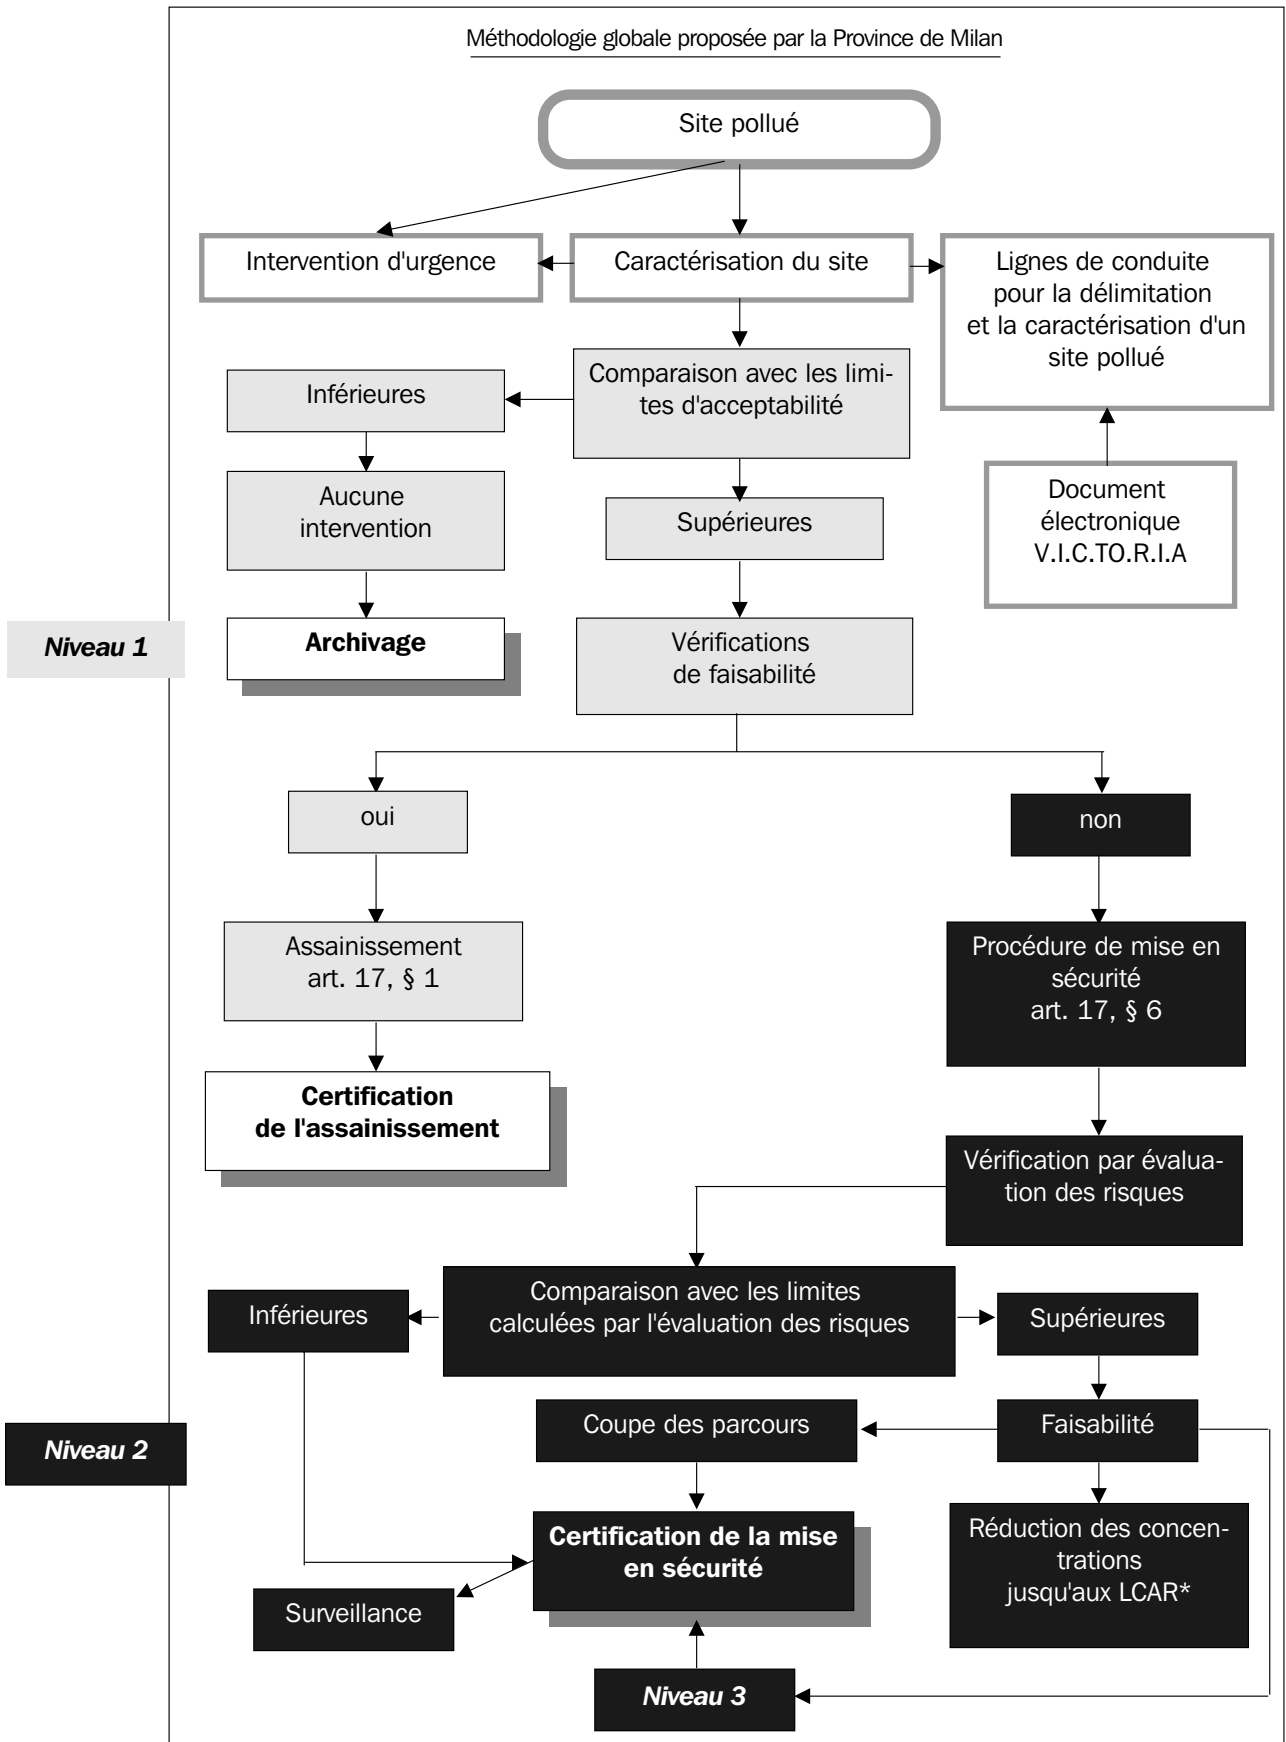 Méthodologie globale proposée par la Province de Milan
Site pollué
Intervention d'urgence
Caractérisation du site
Lignes de conduite
pour la délimitation
et la caractérisation d'un
site pollué
Comparaison avec les limi-
tes d'acceptabilité
Inférieures
Aucune
intervention
Supérieures
Document
électronique
V.I.C.TO.R.I.A
Niveau 1
Archivage
Vérifications
de faisabilité
oui
non
Assainissement
art. 17, § 1
Procédure de mise en
sécurité
art. 17, § 6
Certification
de l'assainissement
Vérification par évalua-
tion des risques
Comparaison avec les limites
calculées par l'évaluation des risques
Inférieures
Supérieures
Niveau 2
Coupe des parcours
Faisabilité
Certification de la mise
en sécurité
Réduction des concen-
trations
jusqu'aux LCAR*
Surveillance
Niveau 3